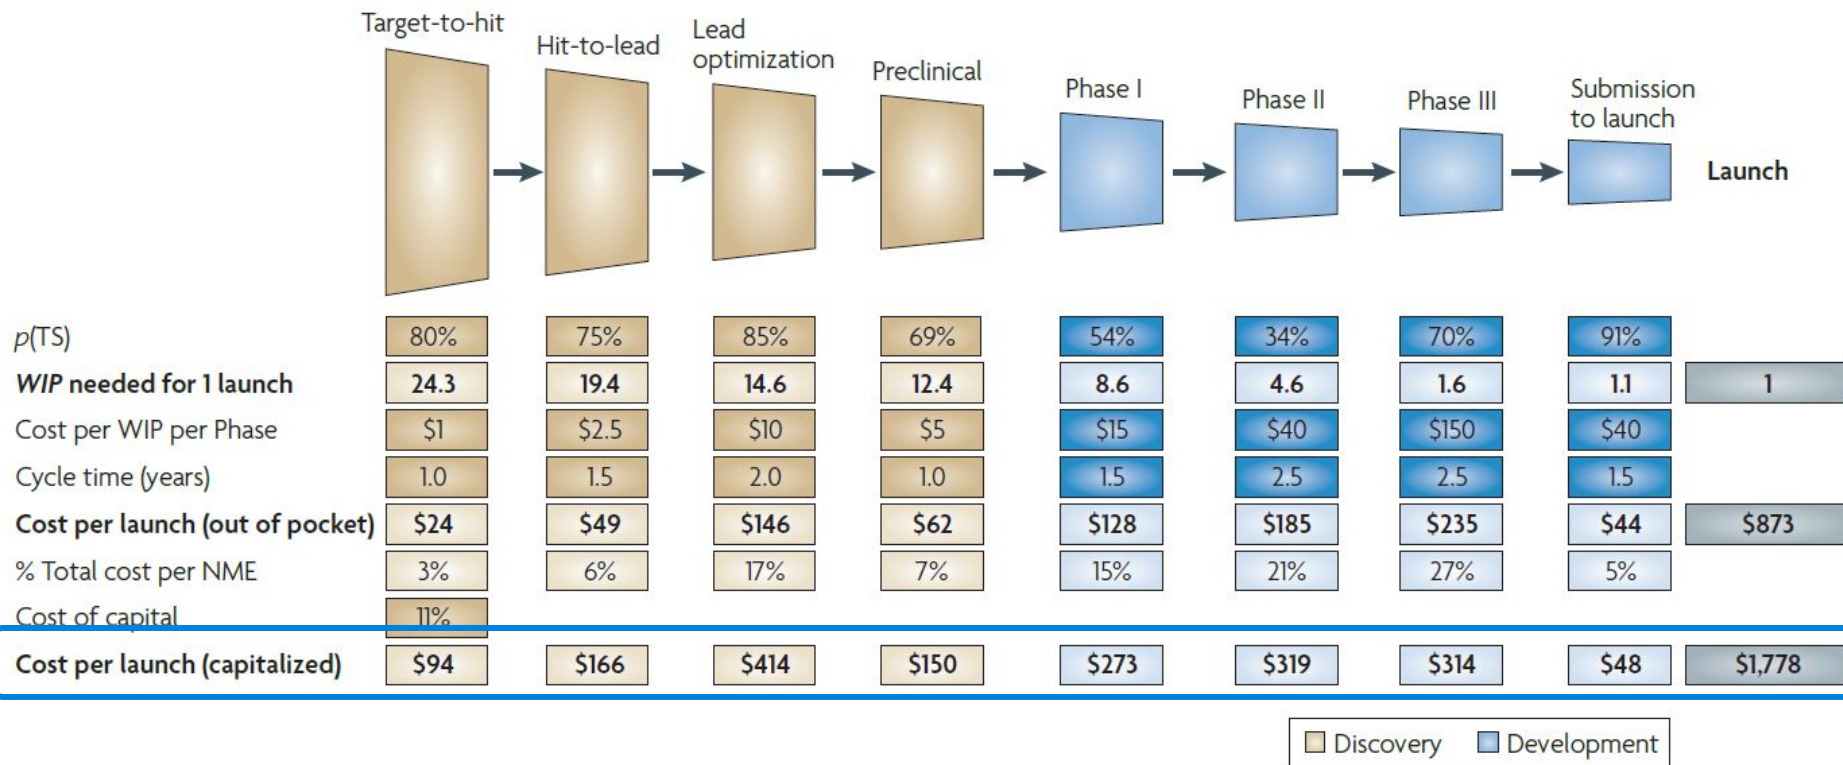 Target-to-hit
Hit-to-lead
Lead
optimization
Preclinical
Phase I
Phase II
Phase III
Submission
to launch
Launch
p(TS) 80% 75% 85% 69% 54% 34% 70% 91%
WIP needed for 1 launch 24.3 19.4 14.6 12.4 8.6 4.6 1.6 1.1 1
Cost per WIP per Phase $1 $2.5 $10 $5 $15 $40 $150 $40
Cycle time (years) 1.0 1.5 2.0 1.0 1.5 2.5 2.5 1.5
Cost per launch (out of pocket) $24 $49 $146 $62 $128 $185 $235 $44 $873
% Total cost per NME 3% 6% 17% 7% 15% 21% 27% 5%
Cost of capital 11%
Cost per launch (capitalized) $94 $166 $414 $150 $273 $319 $314 $48 $1,778
Discovery Development